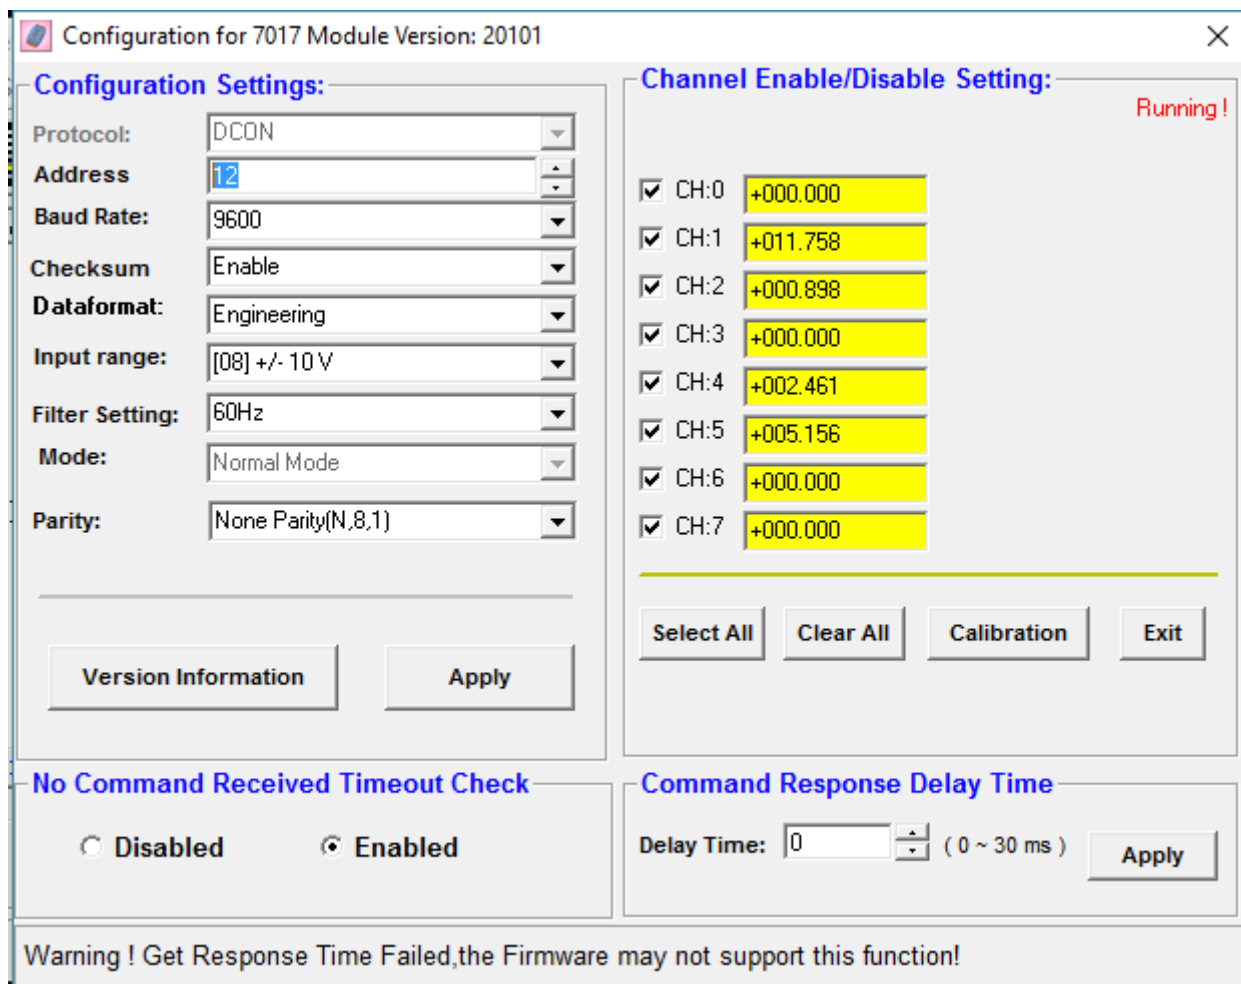 Configuration for 7017 Module Version: 20101
Configuration Settings:
Protocol: DCON
Address 12
Baud Rate: 9600
Checksum Enable
Dataformat: Engineering
Input range: [08] +/- 10 V
Filter Setting: 60Hz
Mode: Normal Mode
Parity: None Parity(N,8,1)
Version Information Apply
Channel Enable/Disable Setting:
Running !
CH:0 +000.000
CH:1 +011.758
CH:2 +000.898
CH:3 +000.000
CH:4 +002.461
CH:5 +005.156
CH:6 +000.000
CH:7 +000.000
Select All Clear All Calibration Exit
No Command Received Timeout Check
Disabled Enabled
Command Response Delay Time
Delay Time: 0 ( 0 ~ 30 ms ) Apply
Warning ! Get Response Time Failed,the Firmware may not support this function!